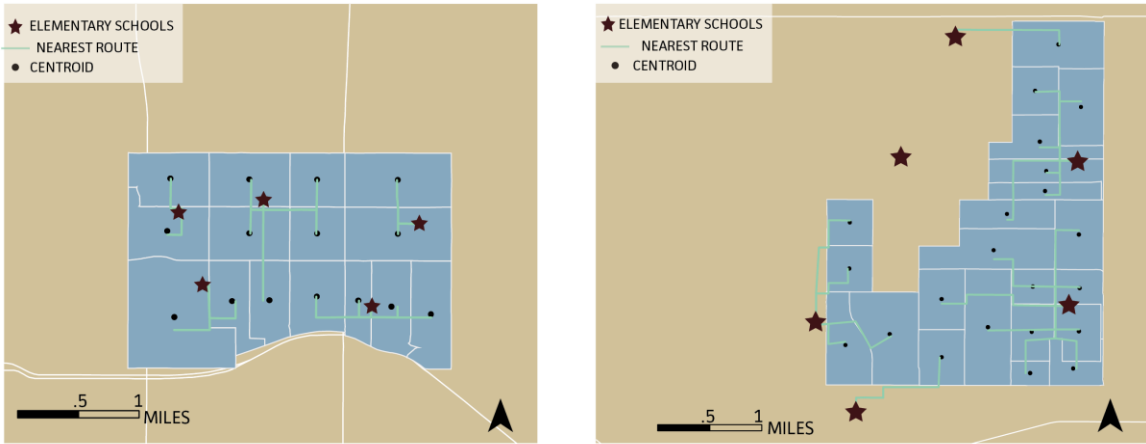 ELEMENTARY SCHOOLS
NEAREST ROUTE
CENTROID
.5 1
MILES
ELEMENTARY SCHOOLS
NEAREST ROUTE
CENTROID
.5 1
MILES